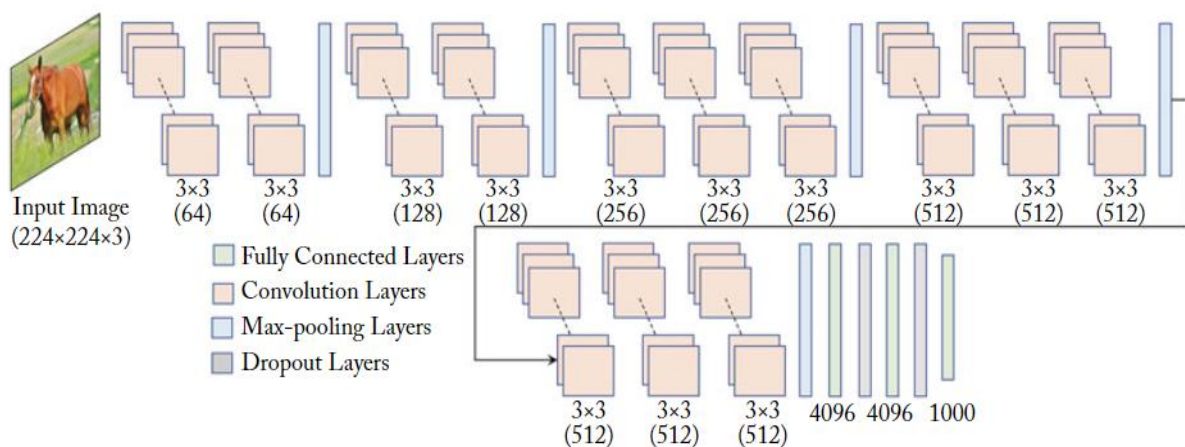 3×3 3×3 3×3 3×3 3×3 3×3 3×3 3×3 3×3 3×3
(64) (64) (128) (128) (256) (256) (256) (512) (512) (512)
Input Image
(224×224×3)
Fully Connected Layers
Convolution Layers
Max-pooling Layers
Dropout Layers
3×3 3×3 3×3 4096 4096 1000
(512) (512) (512)